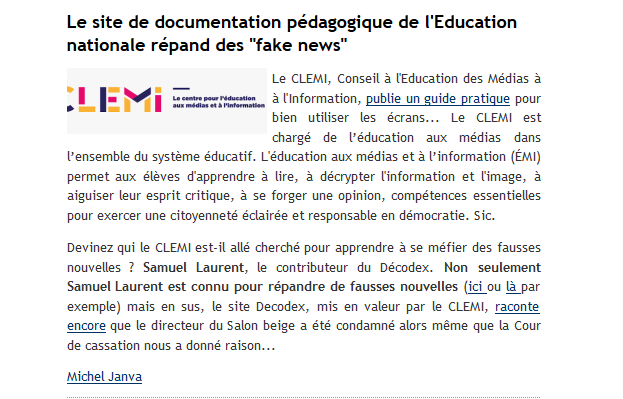 Le site de documentation pédagogique de l'Education
nationale répand des "fake news"
CLEMI
Le centre pour l'éducation
aux médias et à l'information
Le CLEMI, Conseil à l'Education des Médias à
à l'Information, publie un guide pratique pour
bien utiliser les écrans... Le CLEMI est
chargé de l’éducation aux médias dans
l’ensemble du système éducatif. L'éducation aux médias et à l’information (ÉMI)
permet aux élèves d'apprendre à lire, à décrypter l'information et l'image, à
aiguiser leur esprit critique, à se forger une opinion, compétences essentielles
pour exercer une citoyenneté éclairée et responsable en démocratie. Sic.
Devinez qui le CLEMI est-il allé cherché pour apprendre à se méfier des fausses
nouvelles ? Samuel Laurent, le contributeur du Décodex. Non seulement
Samuel Laurent est connu pour répandre de fausses nouvelles (ici ou là par
exemple) mais en sus, le site Decodex, mis en valeur par le CLEMI, raconte
encore que le directeur du Salon beige a été condamné alors même que la Cour
de cassation nous a donné raison...
Michel Janva